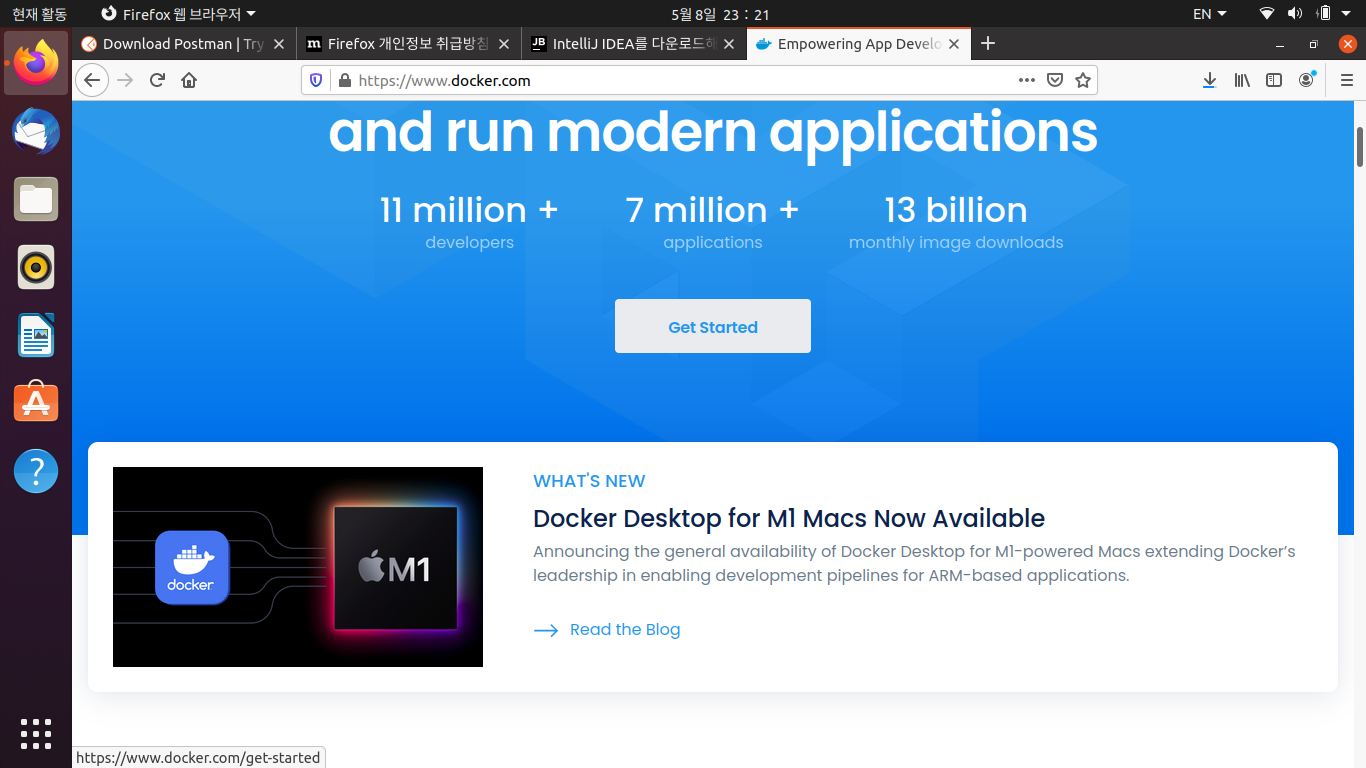 현재 활동
Firefox 웹 브라우저
5월 8일 23 : 21
EN
Download Postman | Try
Firefox 개인정보 취급방침
IntelliJ IDEA를 다운로드해
Empowering App Develo
https://www.docker.com
and run modern applications
11 million +
developers
7 million +
applications
13 billion
monthly image downloads
Get Started
docker
M1
WHAT'S NEW
Docker Desktop for M1 Macs Now Available
Announcing the general availability of Docker Desktop for M1-powered Macs extending Docker’s
leadership in enabling development pipelines for ARM-based applications.
Read the Blog
https://www.docker.com/get-started